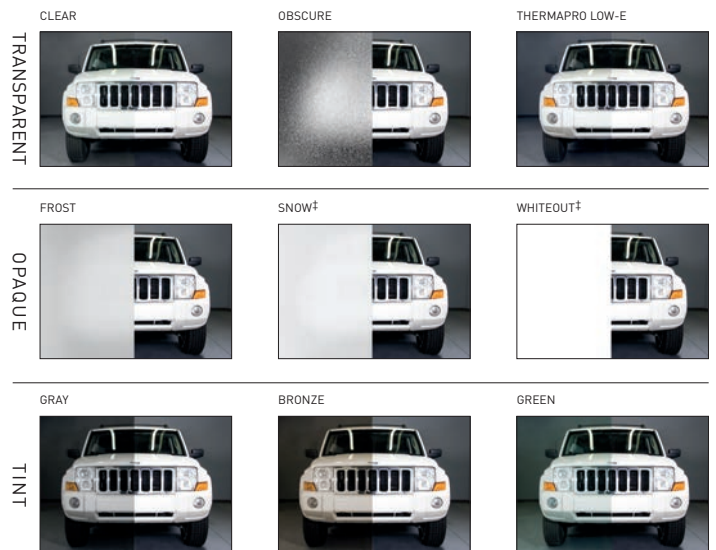 CLEAR
OBSCURE
THERMAPRO LOW-E
TRANSPARENT
FROST
SNOW‡
WHITEOUT‡
OPAQUE
GRAY
BRONZE
GREEN
TINT